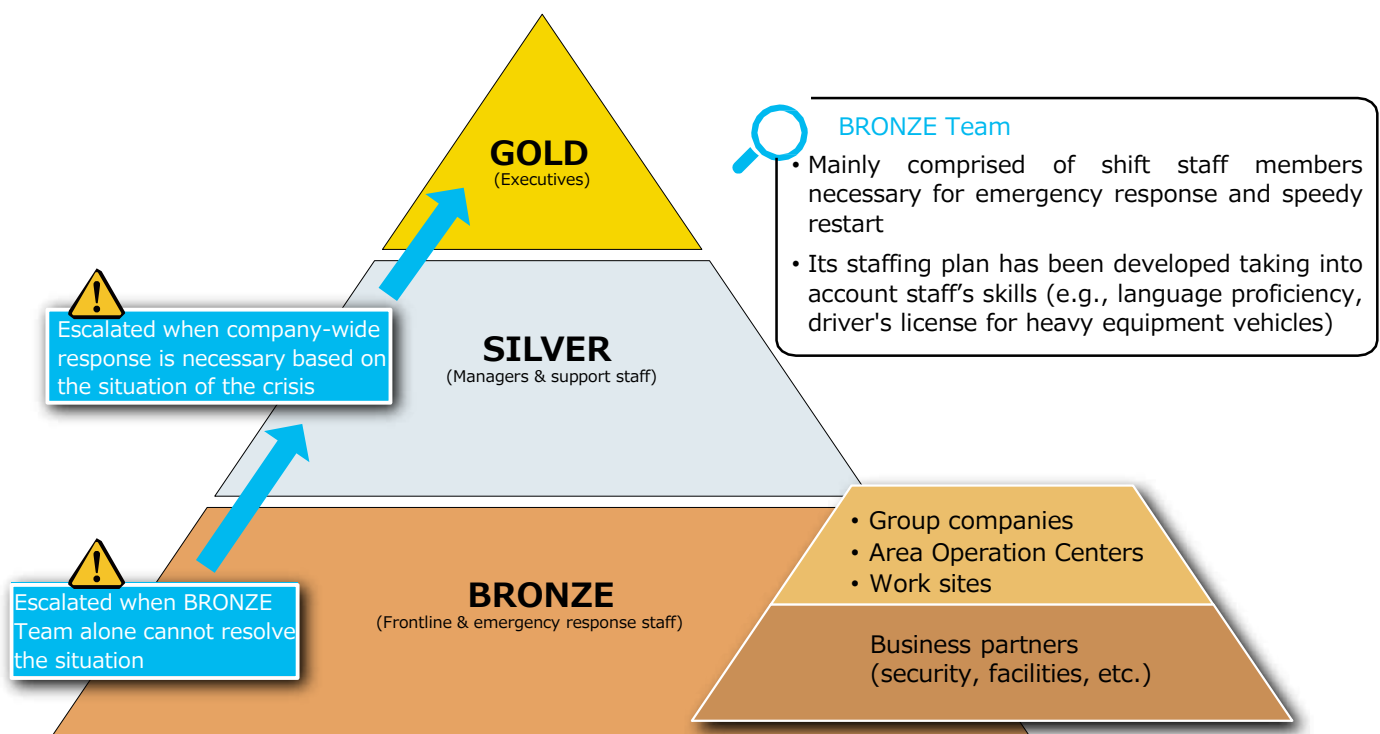 GOLD
(Executives)
BRONZE Team
• Mainly comprised of shift staff members
necessary for emergency response and speedy
restart
• Its staffing plan has been developed taking into
account staff's skills (e.g., language proficiency,
driver's license for heavy equipment vehicles)
!
Escalated when company-wide
response is necessary based on
the situation of the crisis
SILVER
(Managers & support staff)
• Group companies
• Area Operation Centers
• Work sites
!
Escalated when BRONZE
Team alone cannot resolve
the situation
BRONZE
(Frontline & emergency response staff)
Business partners
(security, facilities, etc.)